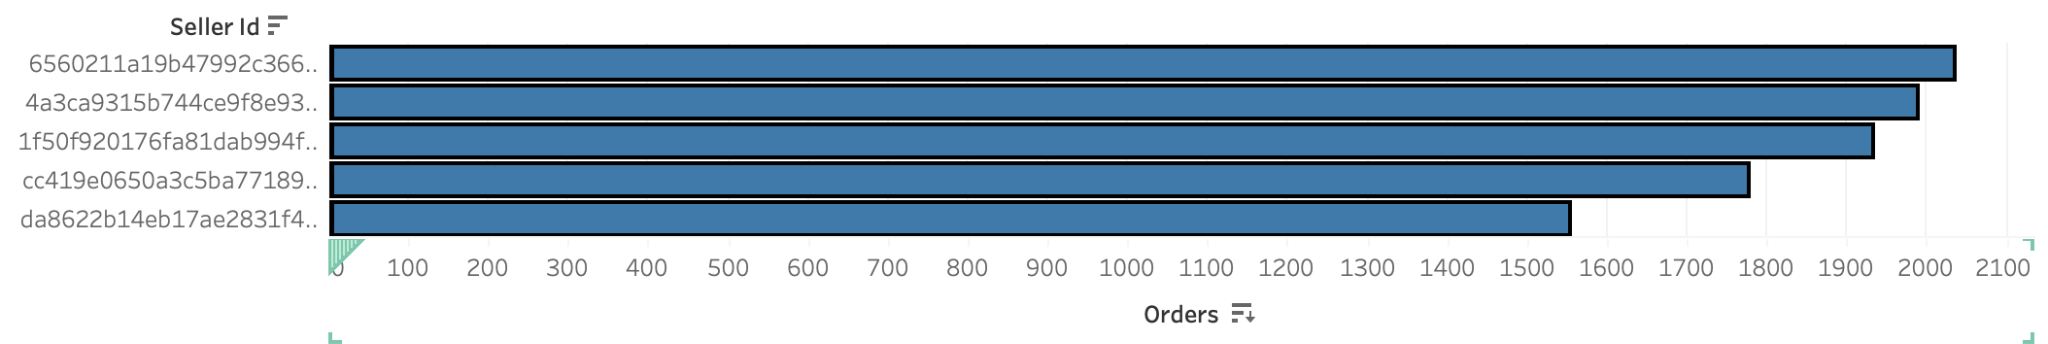 Seller Id
6560211a19b47992c366..
4a3ca9315b744ce9f8e93..
1f50f920176fa81dab994f..
cc419e0650a3c5ba77189..
da8622b14eb17ae2831f4..
0 100 200 300 400 500 600 700 800 900 1000 1100 1200 1300 1400 1500 1600 1700 1800 1900 2000 2100
Orders